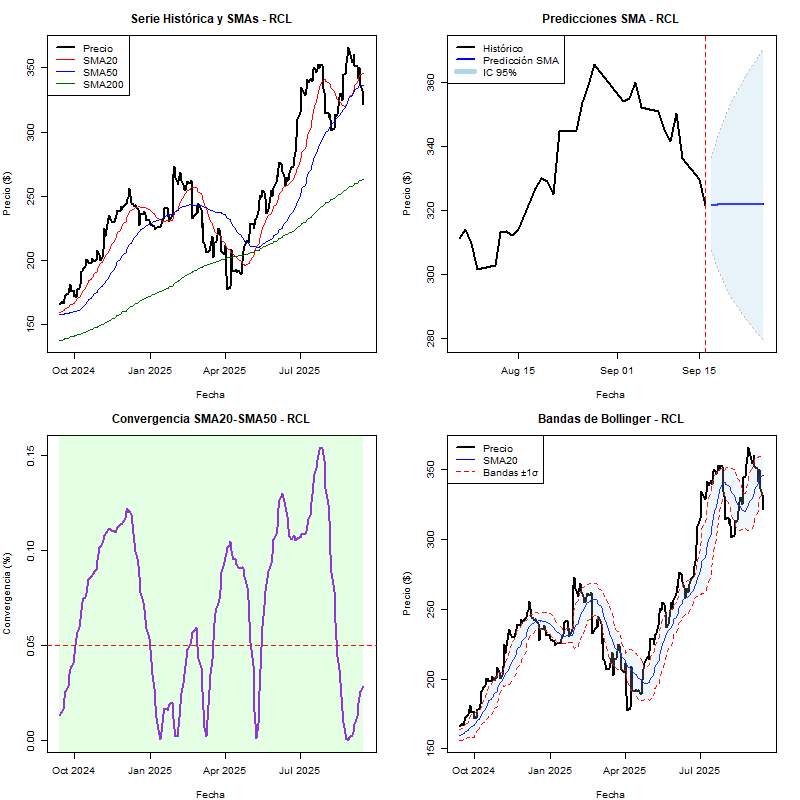 Serie Histórica y SMAs - RCL
Precio
SMA20
SMA50
SMA200
Precio ($)
350
300
250
200
150
Oct 2024
Jan 2025
Apr 2025
Jul 2025
Fecha
Predicciones SMA - RCL
Histórico
Predicción SMA
IC 95%
Precio ($)
360
340
320
300
280
Aug 15
Sep 01
Sep 15
Fecha
Convergencia SMA20-SMA50 - RCL
Convergencia (%)
0.15
0.10
0.05
0.00
Oct 2024
Jan 2025
Apr 2025
Jul 2025
Fecha
Bandas de Bollinger - RCL
Precio
SMA20
Bandas ±1σ
Precio ($)
350
300
250
200
150
Oct 2024
Jan 2025
Apr 2025
Jul 2025
Fecha